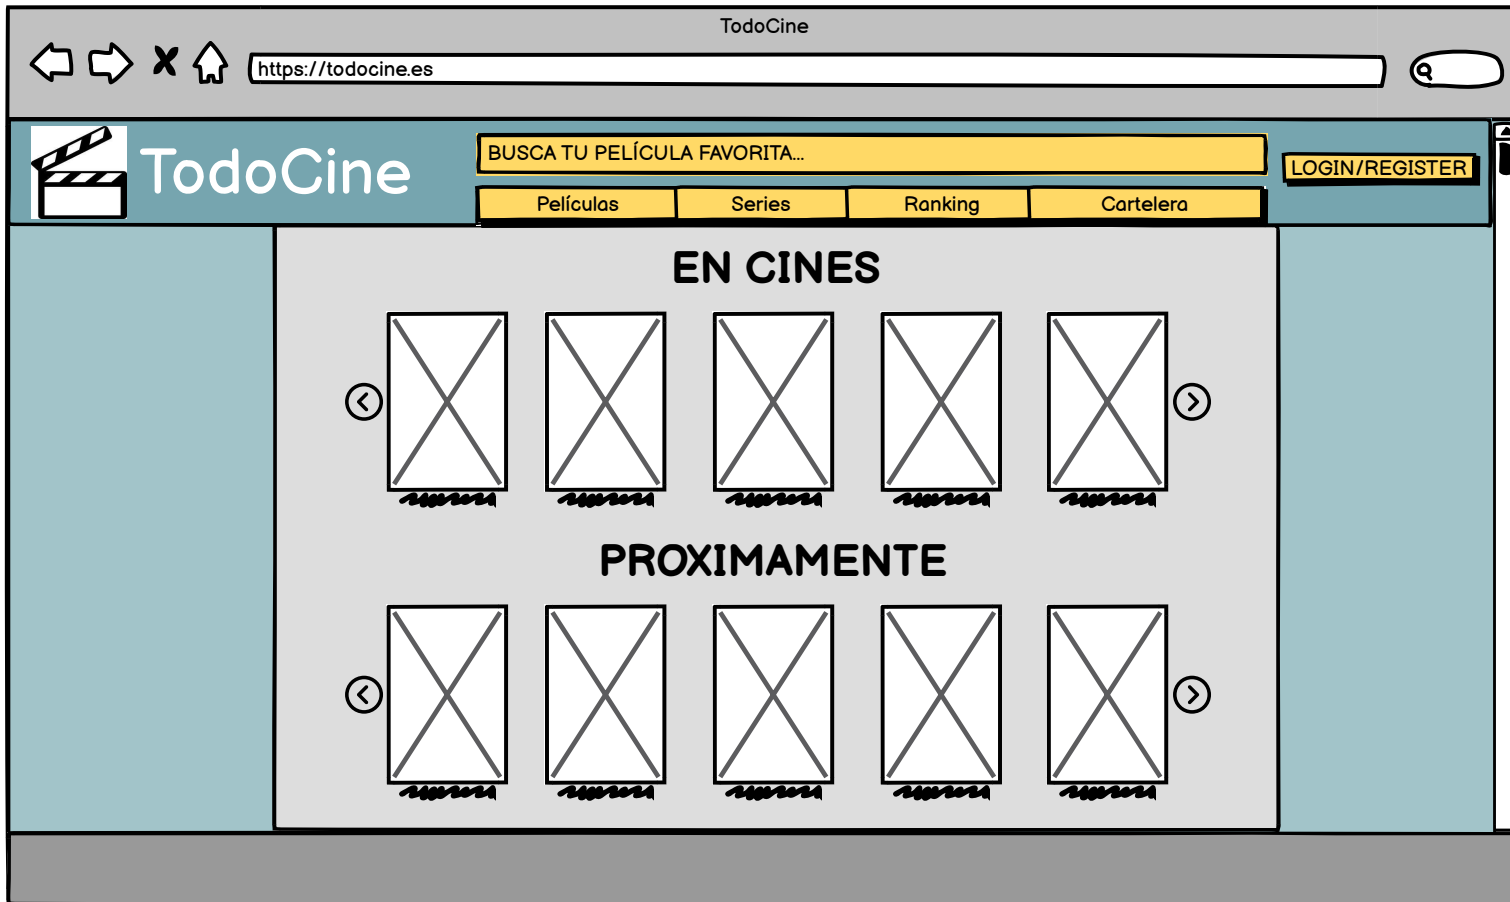 TodoCine
https://todocine.es
TodoCine
BUSCA TU PELÍCULA FAVORITA...
LOGIN/REGISTER
Películas Series Ranking Cartelera
EN CINES
PROXIMAMENTE